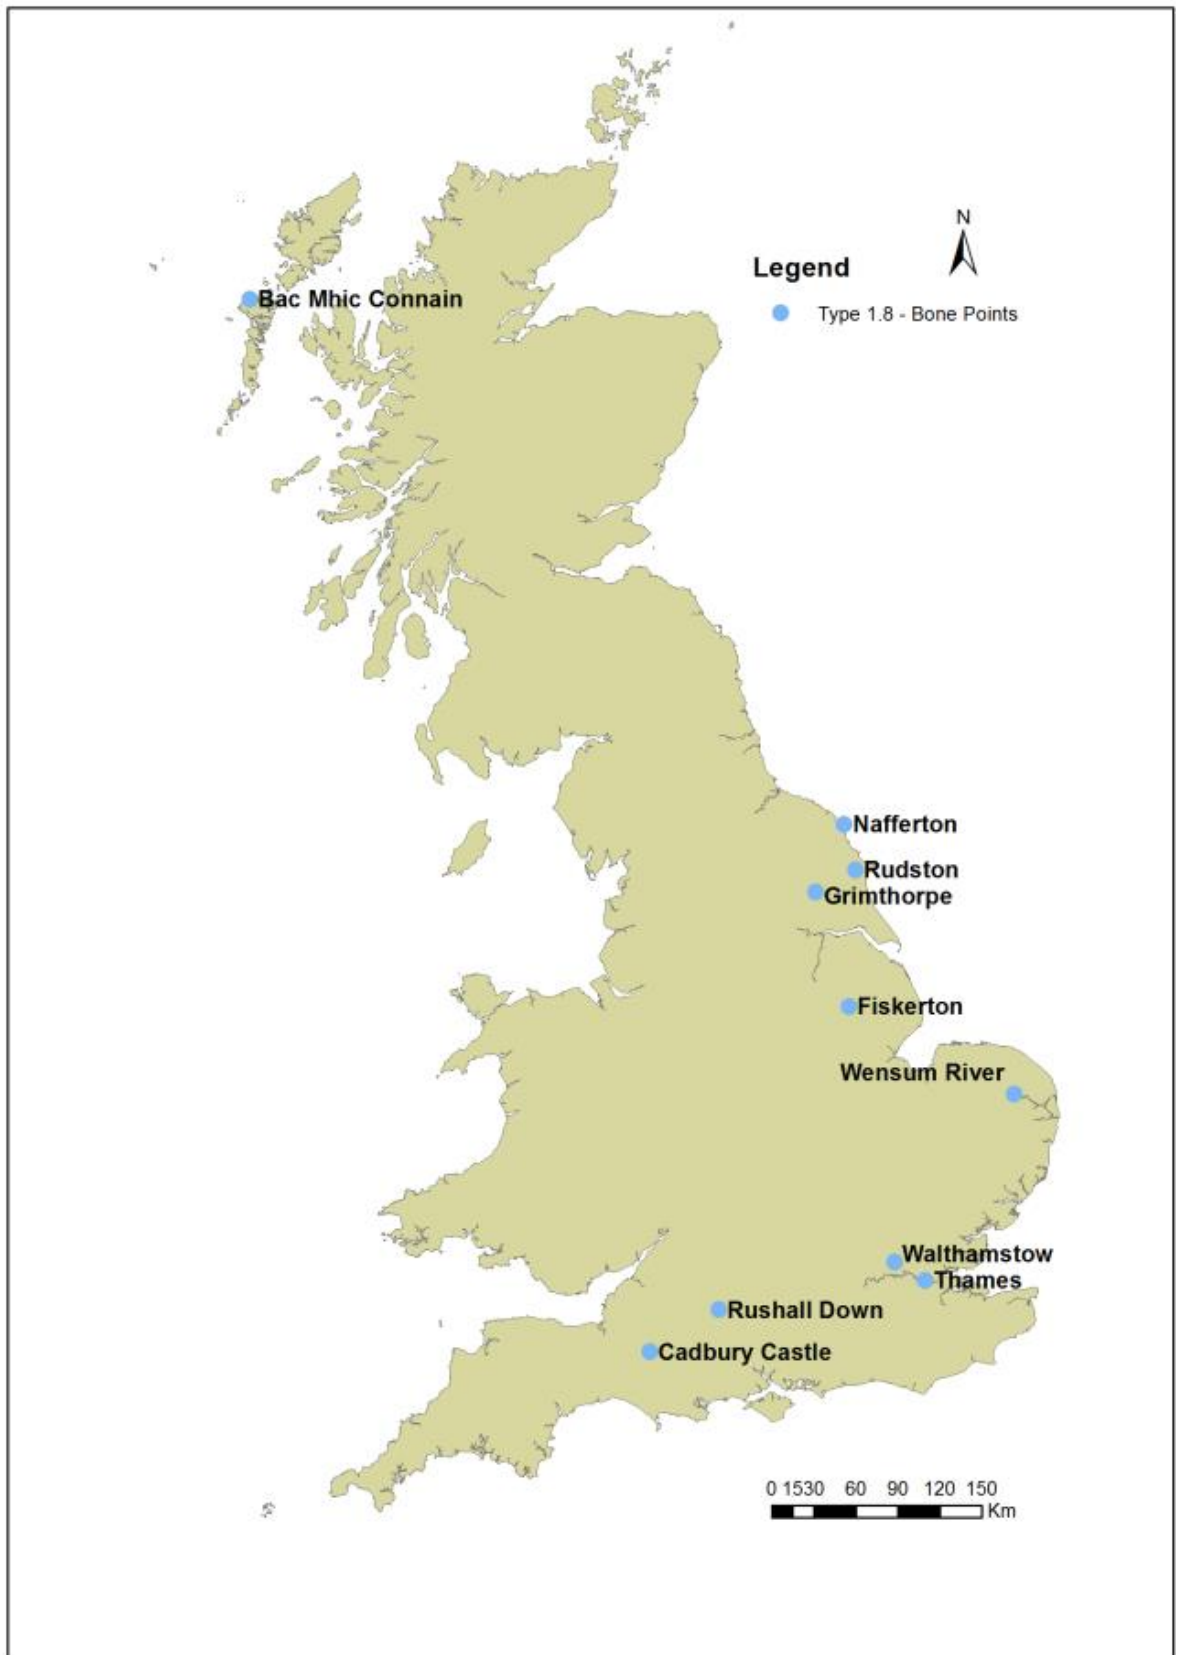 N
Legend
Type 1.8 - Bone Points
Bac Mhic Connain
Nafferton
Rudston
Grimthorpe
Fiskerton
Wensum River
Walthamstow
Thames
Rushall Down
Cadbury Castle
0 1530 60 90 120 150
Km